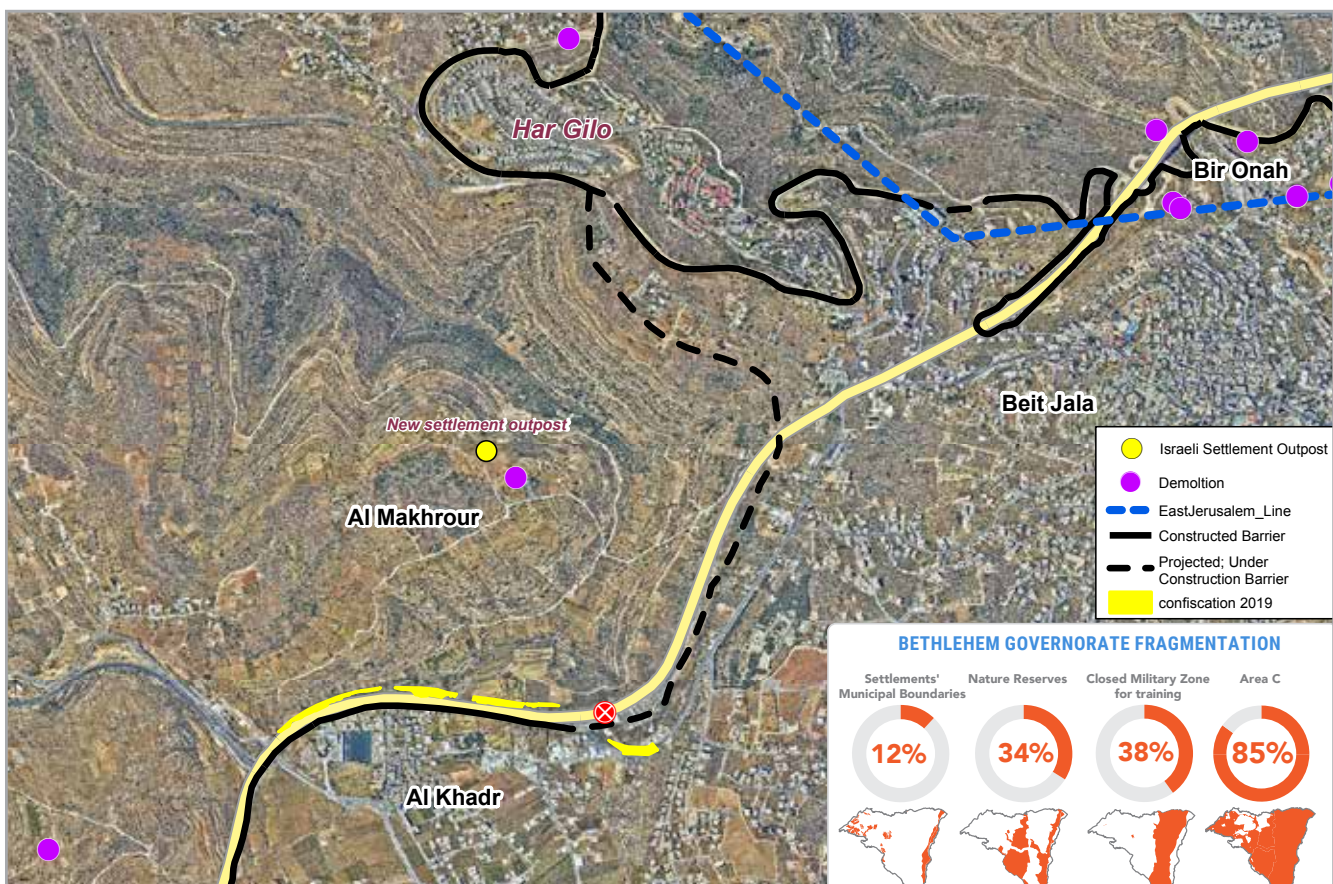 Har Gilo
Bir Onah
Beit Jala
New settlement outpost
Al Makhrour
Al Khadr
Israeli Settlement Outpost
Demoltion
EastJerusalem_Line
Constructed Barrier
Projected; Under
Construction Barrier
confiscation 2019
BETHLEHEM GOVERNORATE FRAGMENTATION
Settlements'
Municipal Boundaries
Nature Reserves
Closed Military Zone
for training
Area C
12%
34%
38%
85%